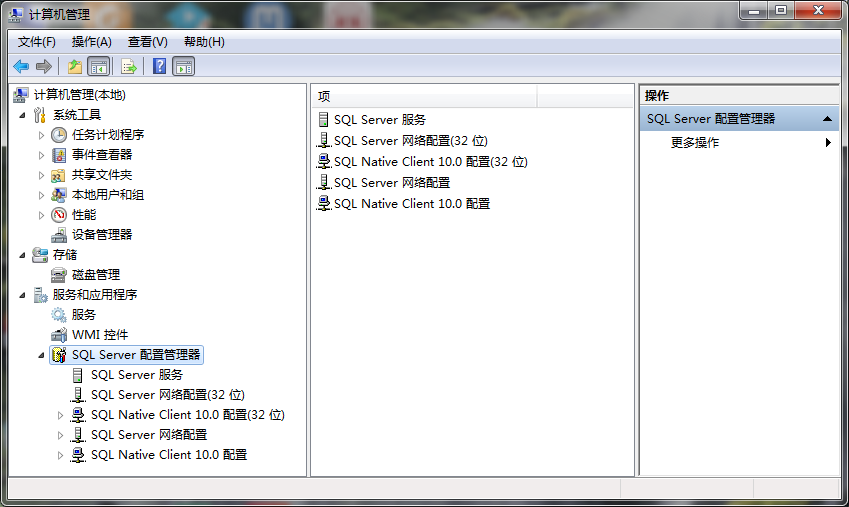 计算机管理
文件(F) 操作(A) 查看(V) 帮助(H)
计算机管理(本地)
系统工具
任务计划程序
事件查看器
共享文件夹
本地用户和组
性能
设备管理器
存储
磁盘管理
服务和应用程序
服务
WMI 控件
SQL Server 配置管理器
SQL Server 服务
SQL Server 网络配置(32 位)
SQL Native Client 10.0 配置(32 位)
SQL Server 网络配置
SQL Native Client 10.0 配置
项
SQL Server 服务
SQL Server 网络配置(32 位)
SQL Native Client 10.0 配置(32 位)
SQL Server 网络配置
SQL Native Client 10.0 配置
操作
SQL Server 配置管理器
更多操作